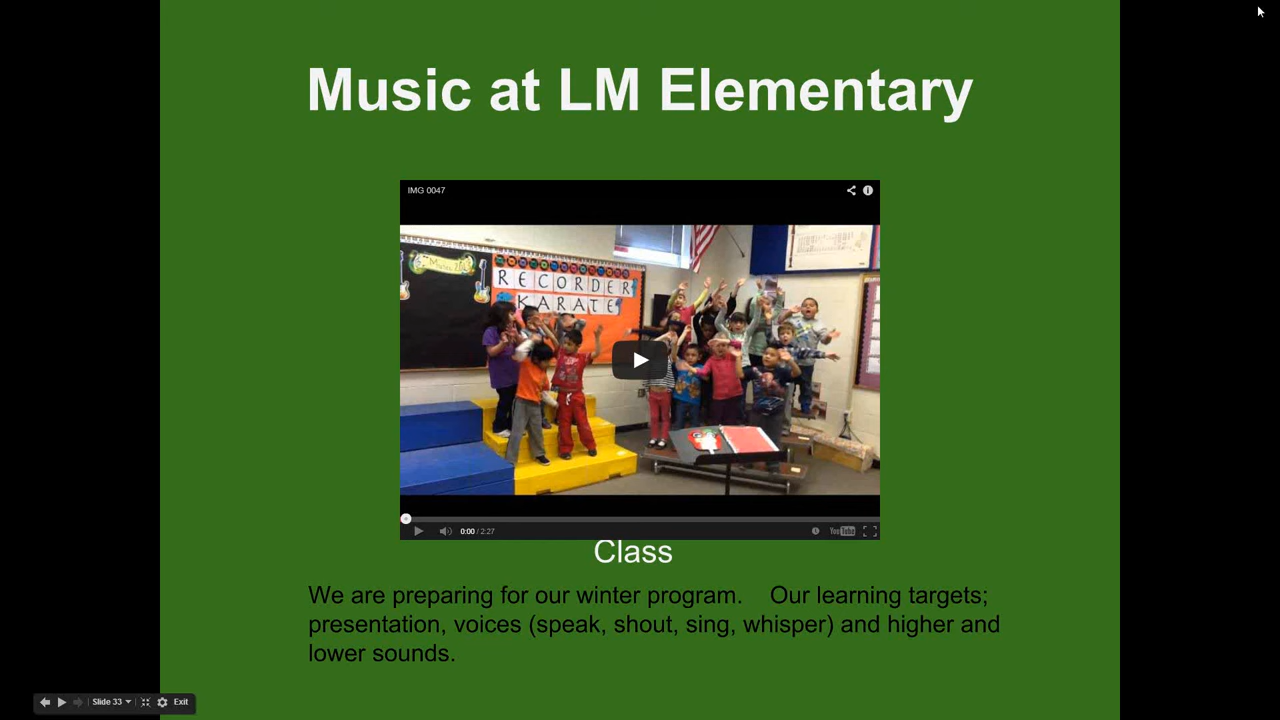 Music at LM Elementary
IMG 0047
RECORDER
KARATE
0:00 / 2:27
YouTube
Class
We are preparing for our winter program. Our learning targets;
presentation, voices (speak, shout, sing, whisper) and higher and
lower sounds.
Slide 33
Exit